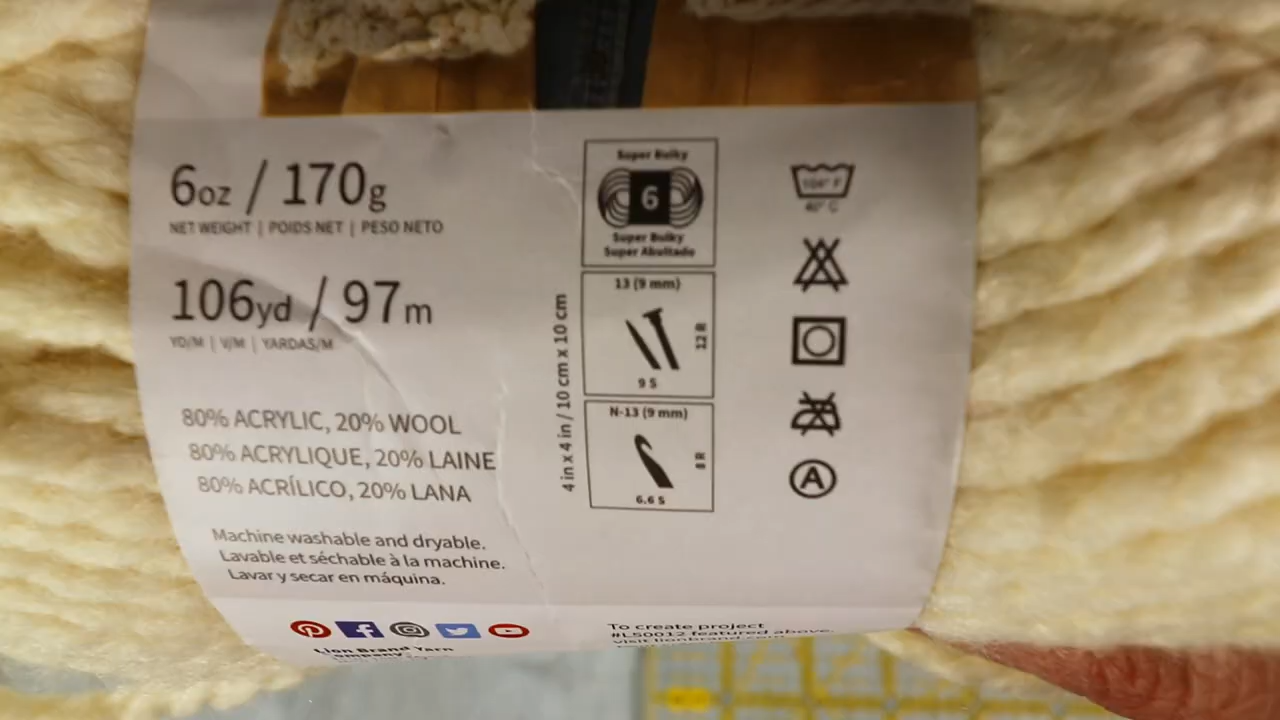 6oz / 170g
NET WEIGHT | POIDS NET | PESO NETO
106yd / 97m
YD/M | V/M | YARDAS/M
80% ACRYLIC, 20% WOOL
80% ACRYLIQUE, 20% LAINE
80% ACRÍLICO, 20% LANA
Machine washable and dryable.
Lavable et séchable à la machine.
Lavar y secar en máquina.
Lion Brand Yarn
Super Bulky
6
Super Bulky
Super Abultado
4 in x 4 in / 10 cm x 10 cm
13 (9 mm)
12 R
9 S
N-13 (9 mm)
8 R
6.6 S
104° F
40° C
A
To create project
#L50012 featured above,
visit lionbrand.com